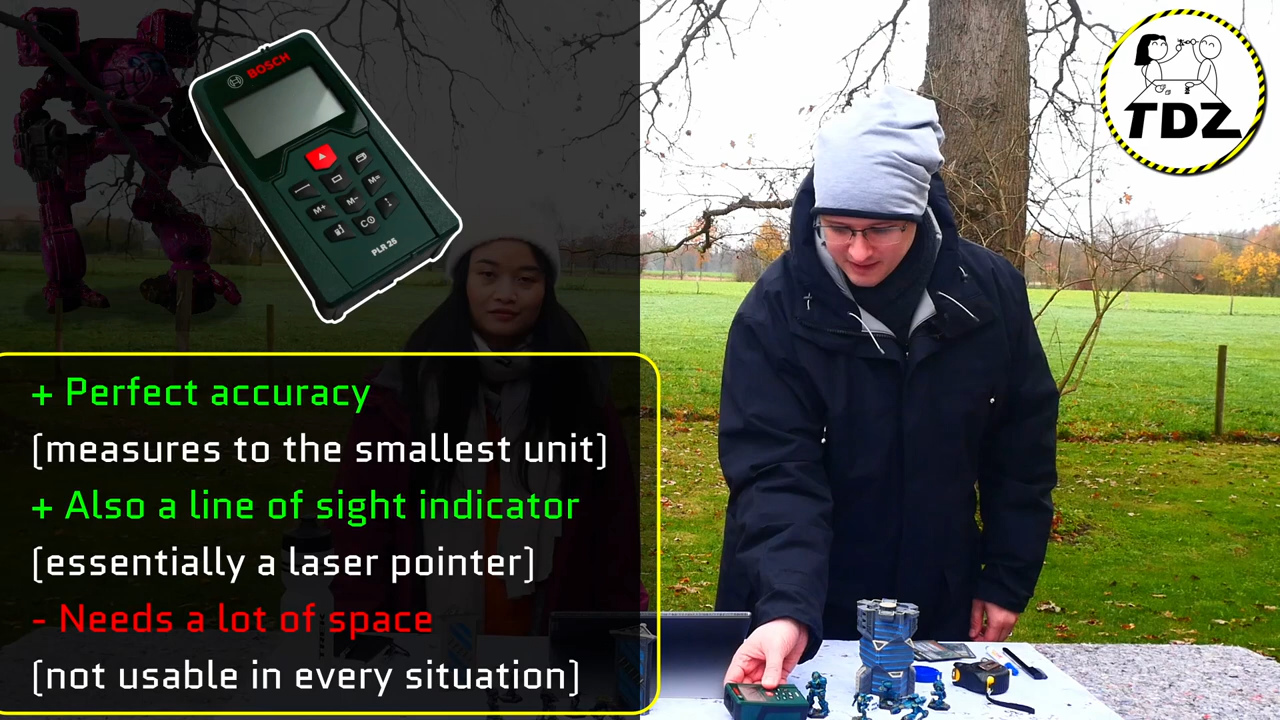 BOSCH
M=
M+
M-
C
PLR 25
TDZ
+ Perfect accuracy
(measures to the smallest unit)
+ Also a line of sight indicator
(essentially a laser pointer)
- Needs a lot of space
(not usable in every situation)